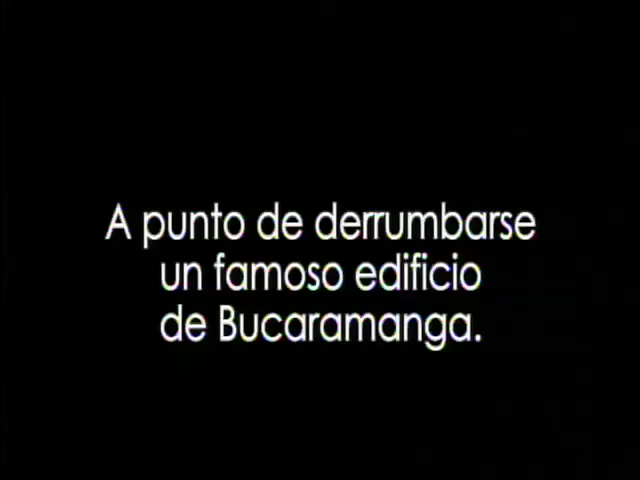 A punto de derrumbarse
un famoso edificio
de Bucaramanga.